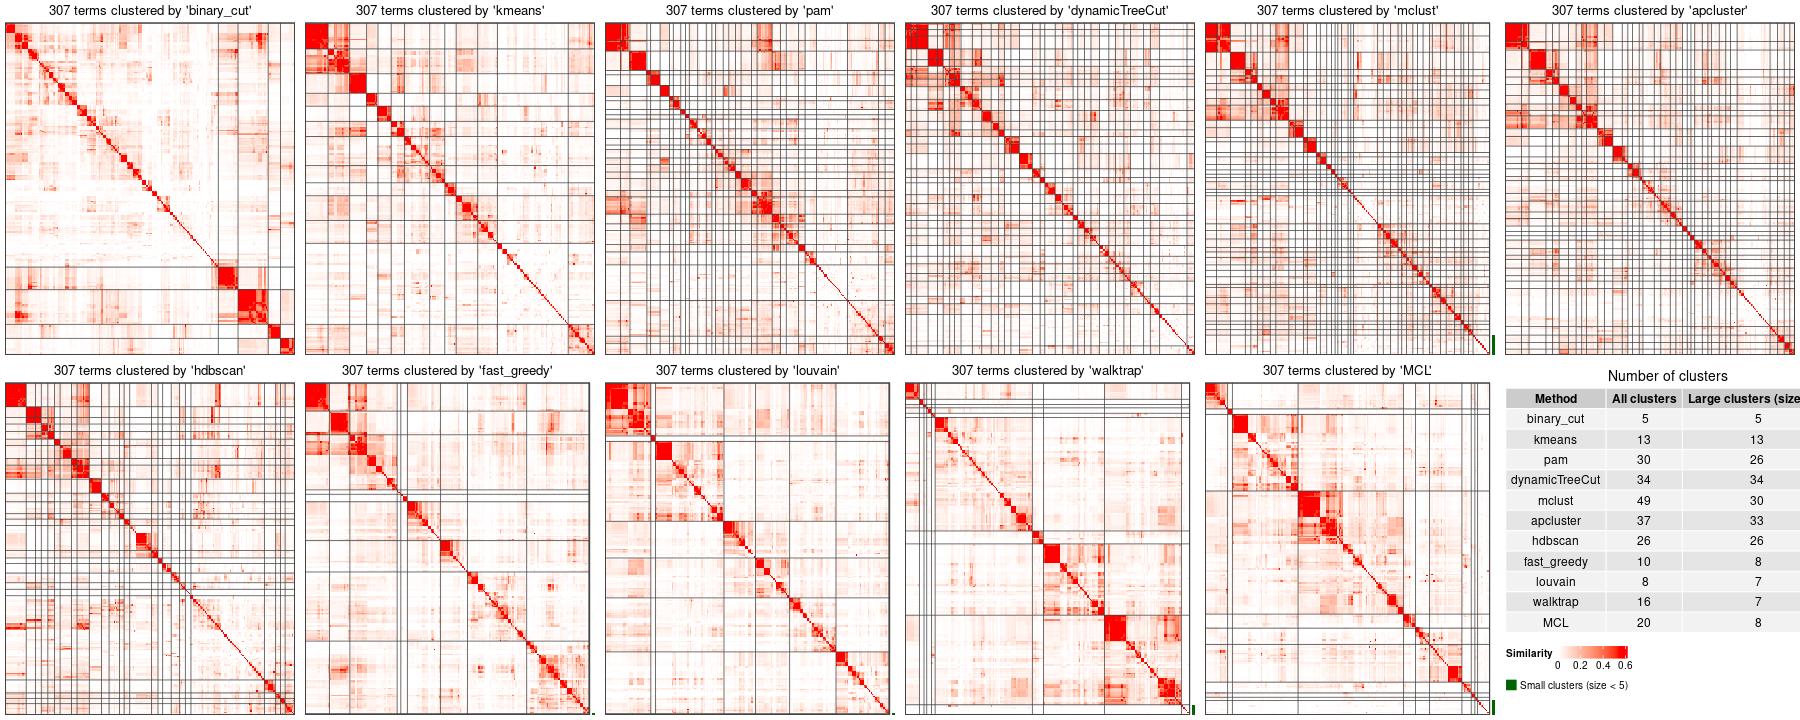 307 terms clustered by 'binary_cut'
307 terms clustered by 'kmeans'
307 terms clustered by 'pam'
307 terms clustered by 'dynamicTreeCut'
307 terms clustered by 'mclust'
307 terms clustered by 'apcluster'
307 terms clustered by 'hdbscan'
307 terms clustered by 'fast_greedy'
307 terms clustered by 'louvain'
307 terms clustered by 'walktrap'
307 terms clustered by 'MCL'
Number of clusters
Method All clusters Large clusters (size
binary_cut 5 5
kmeans 13 13
pam 30 26
dynamicTreeCut 34 34
mclust 49 30
apcluster 37 33
hdbscan 26 26
fast_greedy 10 8
louvain 8 7
walktrap 16 7
MCL 20 8
Similarity
0 0.2 0.4 0.6
Small clusters (size < 5)